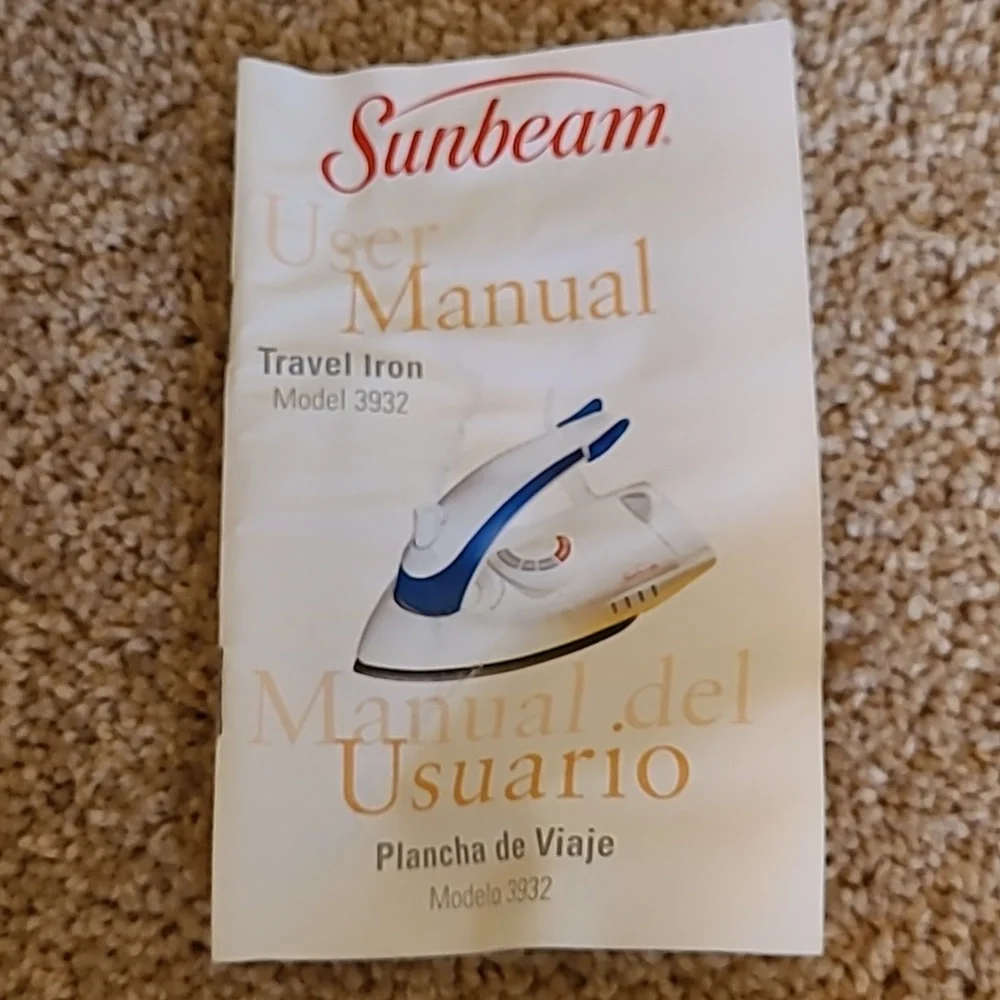 Sunbeam
User
Manual
Travel Iron
Model 3932
Manual del
Usuario
Plancha de Viaje
Modelo 3932